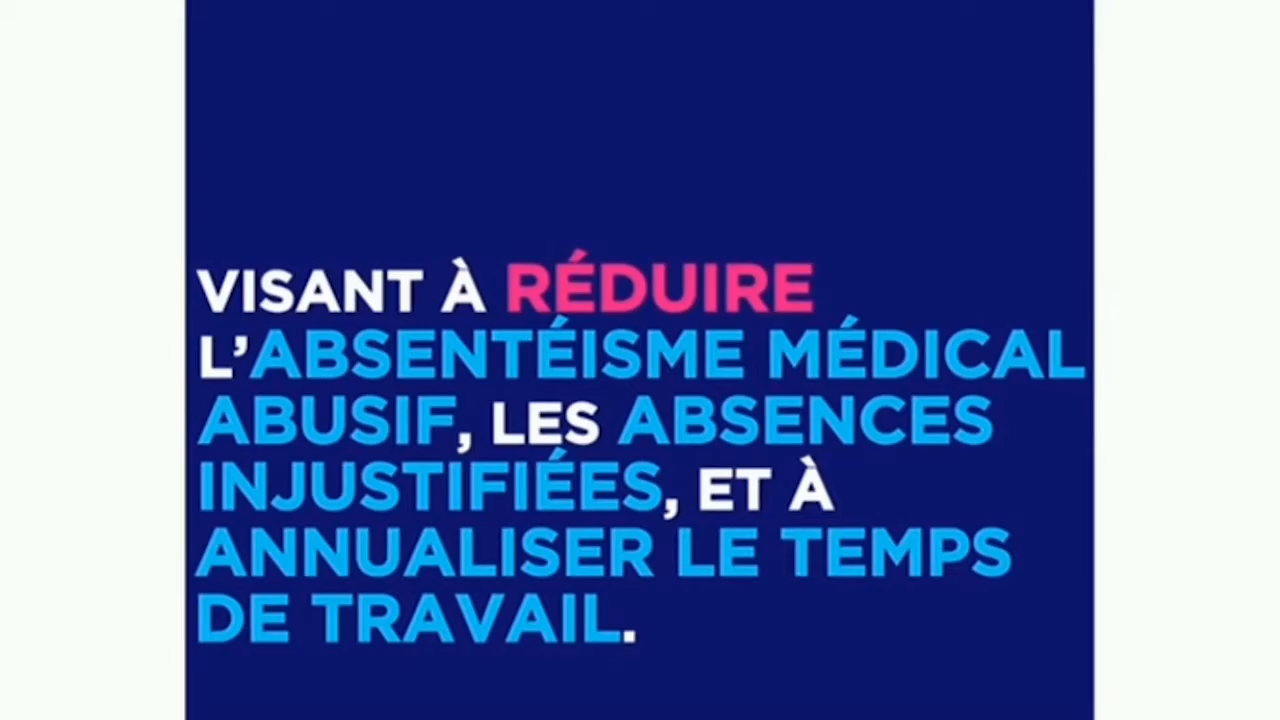 VISANT À RÉDUIRE
L’ABSENTÉISME MÉDICAL
ABUSIF, LES ABSENCES
INJUSTIFIÉES, ET À
ANNUALISER LE TEMPS
DE TRAVAIL.